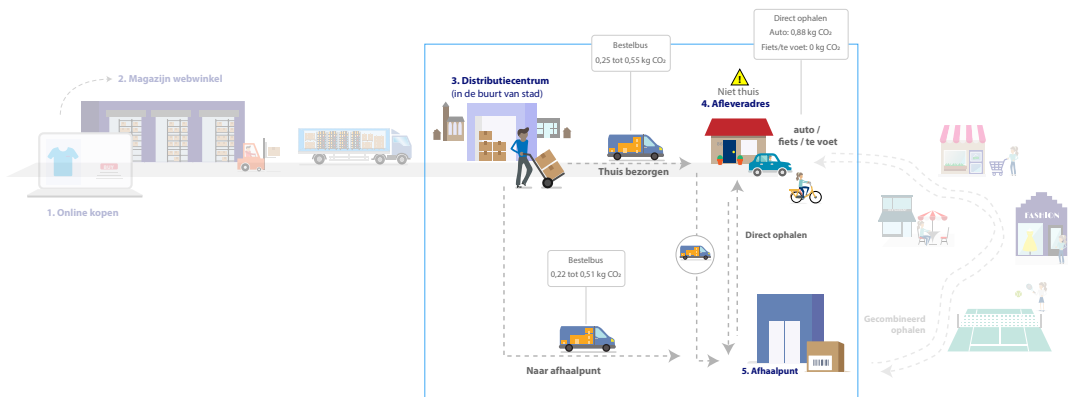 Direct ophalen
Auto: 0,88 kg CO₂
Fiets/te voet: 0 kg CO₂
Bestelbus
0,25 tot 0,55 kg CO₂
2. Magazijn webwinkel
3. Distributiecentrum
(in de buurt van stad)
Niet thuis
4. Afleveradres
auto /
fiets / te voet
Thuis bezorgen
1. Online kopen
FASHION
Direct ophalen
Bestelbus
0,22 tot 0,51 kg CO₂
Gecombineerd
ophalen
Naar afhaalpunt
5. Afhaalpunt